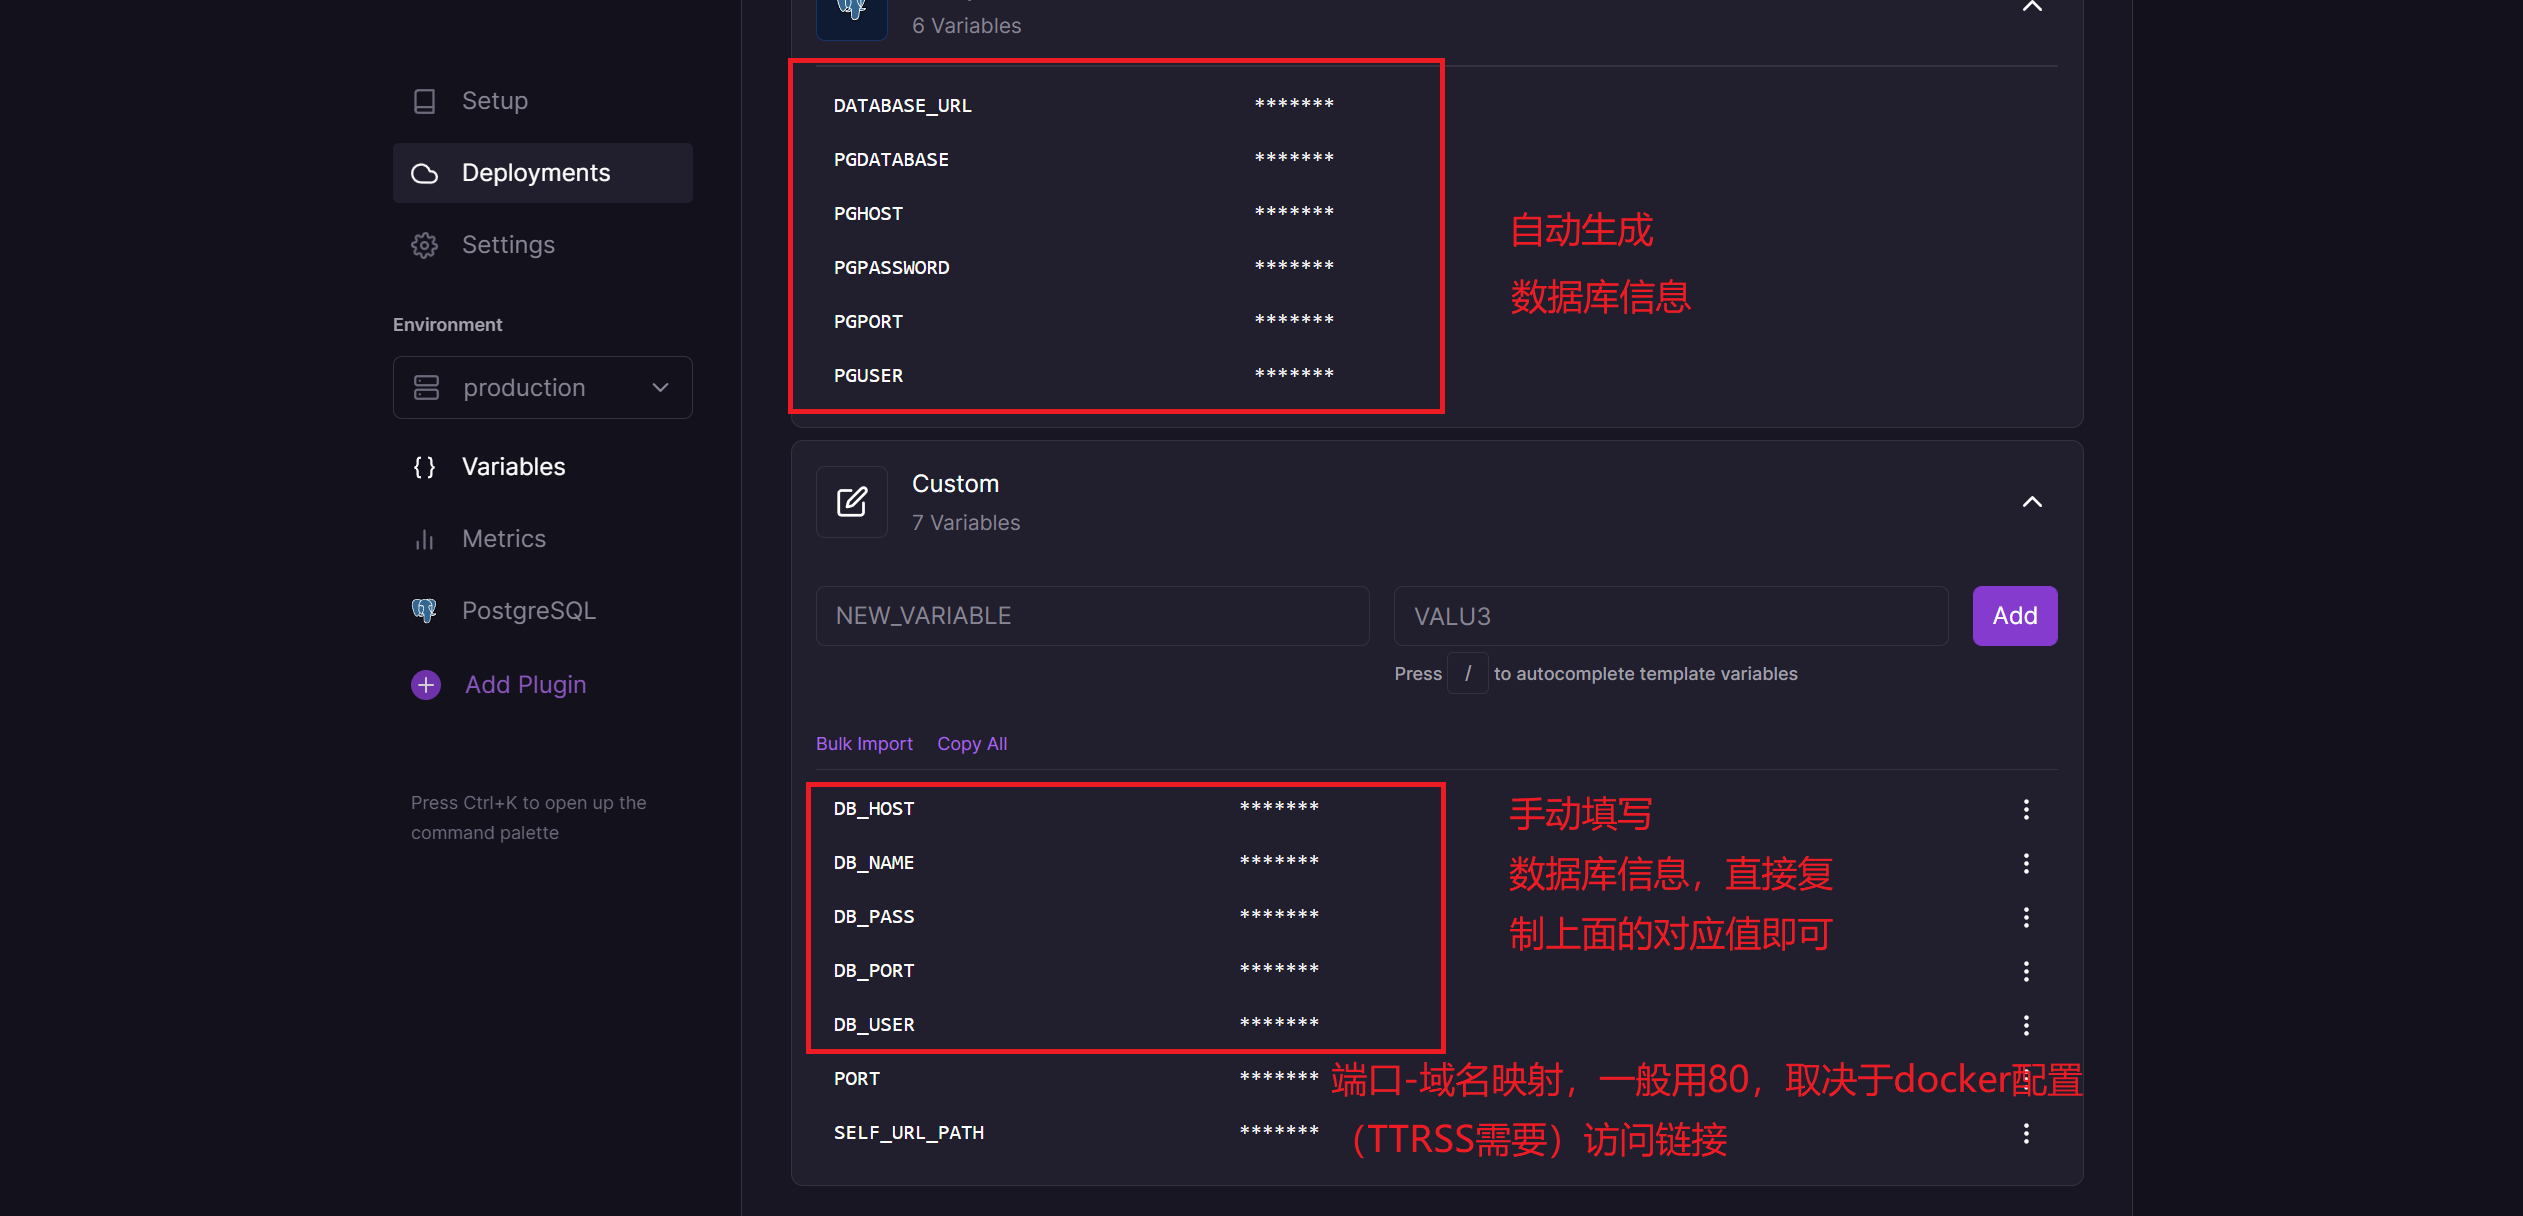 6 Variables
Setup
Deployments
Settings
Environment
production
Variables
Metrics
PostgreSQL
Add Plugin
Press Ctrl+K to open up the
command palette
DATABASE_URL *******
PGDATABASE *******
PGHOST *******
PGPASSWORD *******
PGPORT *******
PGUSER *******
自动生成
数据库信息
Custom
7 Variables
NEW_VARIABLE
VALU3
Add
Press / to autocomplete template variables
Bulk Import
Copy All
DB_HOST *******
DB_NAME *******
DB_PASS *******
DB_PORT *******
DB_USER *******
手动填写
数据库信息，直接复
制上面的对应值即可
PORT ******* 端口-域名映射，一般用80，取决于docker配置
SELF_URL_PATH ******* （TTRSS需要）访问链接